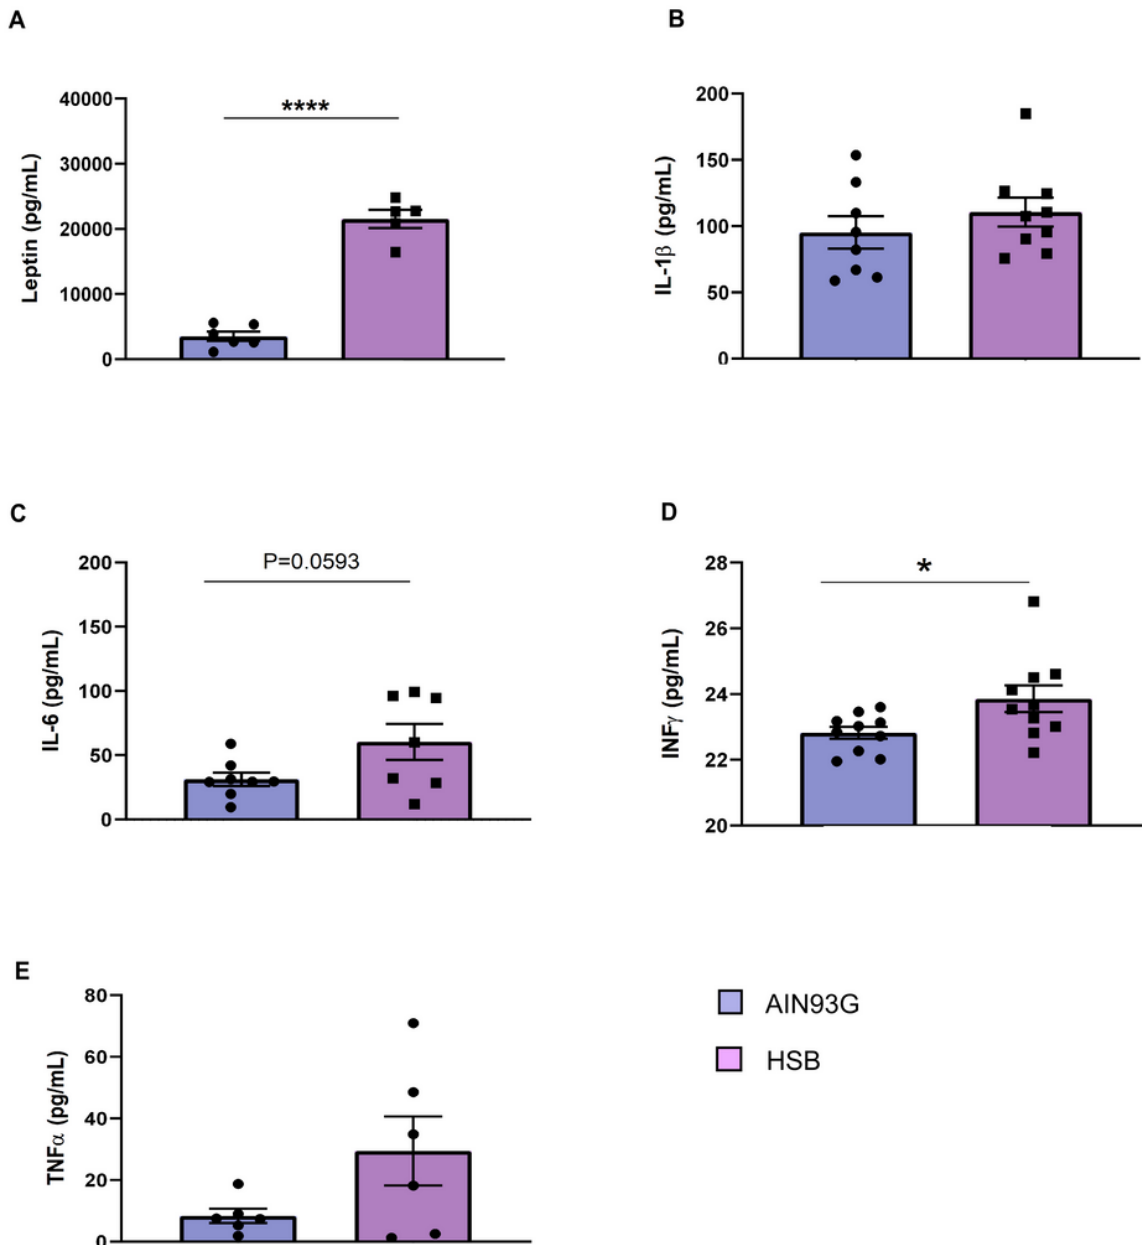 A
B
40000
30000
20000
10000
0
Leptin (pg/mL)
****
200
150
100
50
0
IL-1β (pg/mL)
C
D
200
150
100
50
0
IL-6 (pg/mL)
P=0.0593
28
26
24
22
20
INFγ (pg/mL)
*
E
80
60
40
20
0
TNFα (pg/mL)
AIN93G
HSB